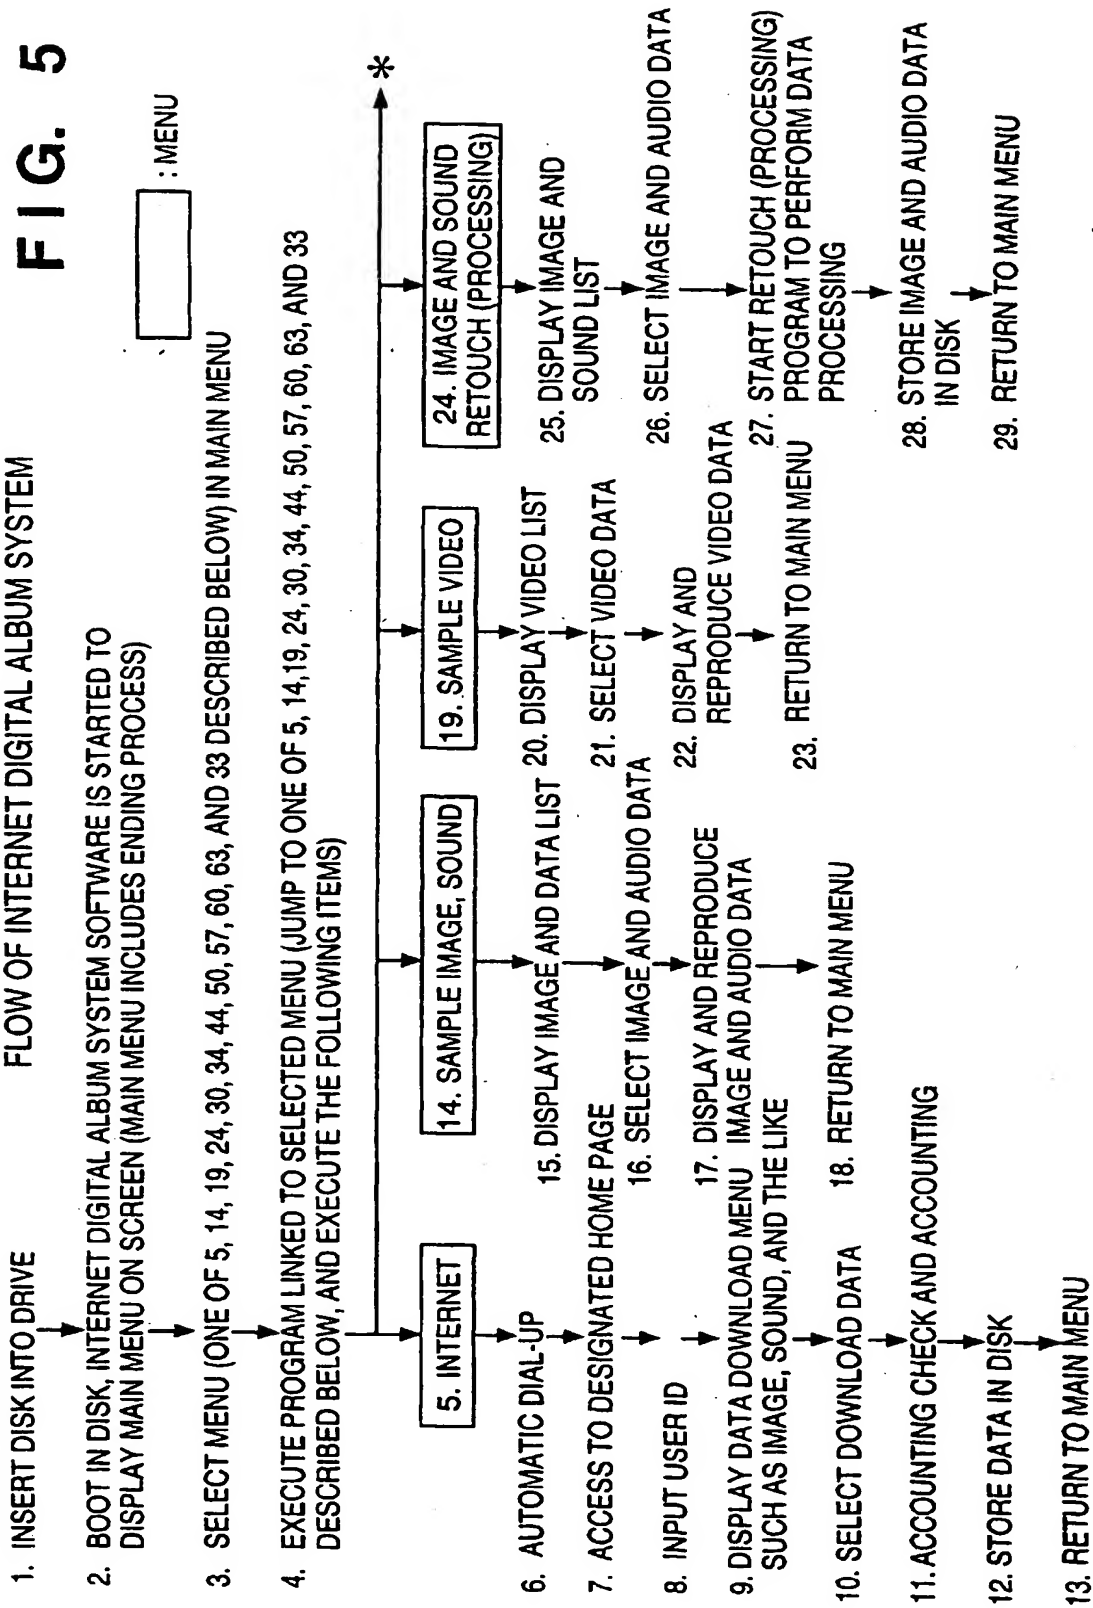 FIG. 5
FLOW OF INTERNET DIGITAL ALBUM SYSTEM
: MENU
1. INSERT DISK INTO DRIVE
2. BOOT IN DISK, INTERNET DIGITAL ALBUM SYSTEM SOFTWARE IS STARTED TO
DISPLAY MAIN MENU ON SCREEN (MAIN MENU INCLUDES ENDING PROCESS)
3. SELECT MENU (ONE OF 5, 14, 19, 24, 30, 34, 44, 50, 57, 60, 63, AND 33 DESCRIBED BELOW) IN MAIN MENU
4. EXECUTE PROGRAM LINKED TO SELECTED MENU (JUMP TO ONE OF 5, 14,19, 24, 30, 34, 44, 50, 57, 60, 63, AND 33
DESCRIBED BELOW, AND EXECUTE THE FOLLOWING ITEMS)
*
5. INTERNET
6. AUTOMATIC DIAL-UP
7. ACCESS TO DESIGNATED HOME PAGE
8. INPUT USER ID
9. DISPLAY DATA DOWNLOAD MENU
SUCH AS IMAGE, SOUND, AND THE LIKE
10. SELECT DOWNLOAD DATA
11. ACCOUNTING CHECK AND ACCOUNTING
12. STORE DATA IN DISK
13. RETURN TO MAIN MENU
14. SAMPLE IMAGE, SOUND
15. DISPLAY IMAGE AND DATA LIST
16. SELECT IMAGE AND AUDIO DATA
17. DISPLAY AND REPRODUCE
IMAGE AND AUDIO DATA
18. RETURN TO MAIN MENU
19. SAMPLE VIDEO
20. DISPLAY VIDEO LIST
21. SELECT VIDEO DATA
22. DISPLAY AND
REPRODUCE VIDEO DATA
23. RETURN TO MAIN MENU
24. IMAGE AND SOUND
RETOUCH (PROCESSING)
25. DISPLAY IMAGE AND
SOUND LIST
26. SELECT IMAGE AND AUDIO DATA
27. START RETOUCH (PROCESSING)
PROGRAM TO PERFORM DATA
PROCESSING
28. STORE IMAGE AND AUDIO DATA
IN DISK
29. RETURN TO MAIN MENU